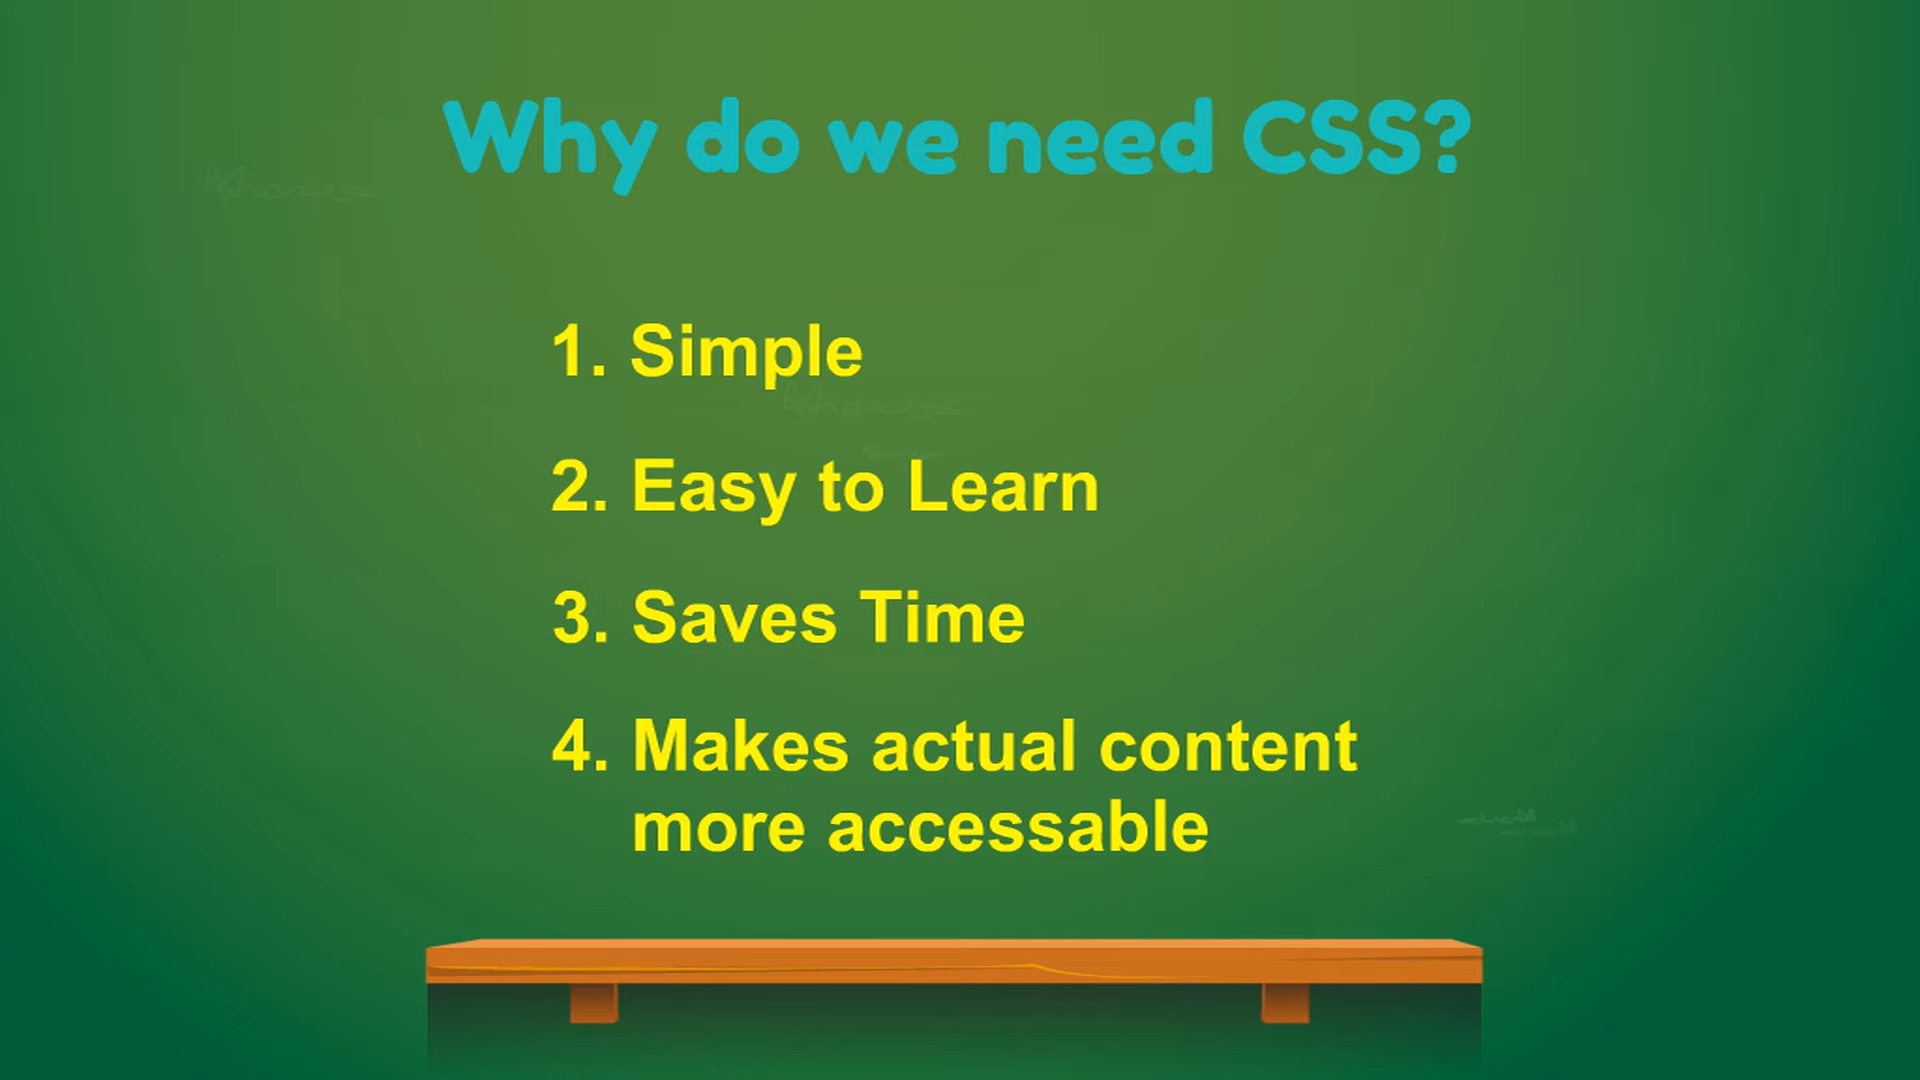 Why do we need CSS?
1. Simple
2. Easy to Learn
3. Saves Time
4. Makes actual content
more accessable